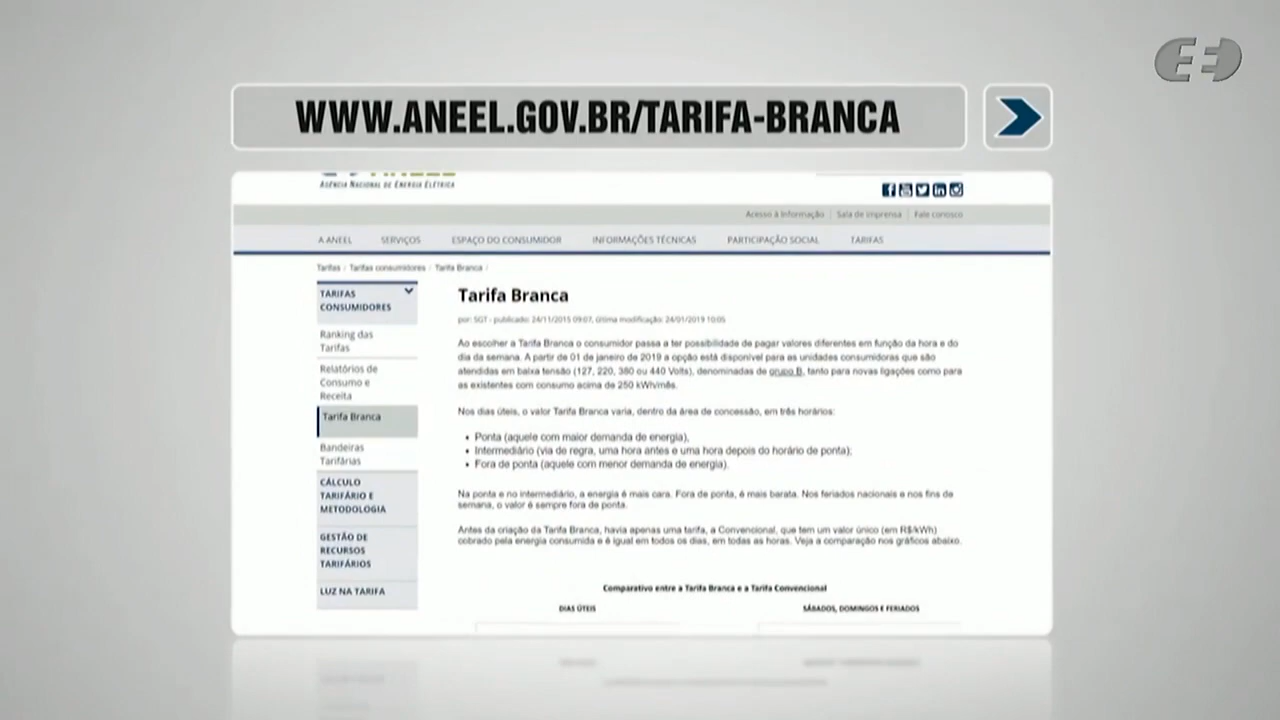 WWW.ANEEL.GOV.BR/TARIFA-BRANCA
AGÊNCIA NACIONAL DE ENERGIA ELÉTRICA
Acesso à Informação Sala de imprensa Fale conosco
A ANEEL SERVIÇOS ESPAÇO DO CONSUMIDOR INFORMAÇÕES TÉCNICAS PARTICIPAÇÃO SOCIAL TARIFAS
Tarifas / Tarifas consumidores / Tarifa Branca /
TARIFAS
CONSUMIDORES
Ranking das
Tarifas
Relatórios de
Consumo e
Receita
Tarifa Branca
Bandeiras
Tarifárias
CÁLCULO
TARIFÁRIO E
METODOLOGIA
GESTÃO DE
RECURSOS
TARIFÁRIOS
LUZ NA TARIFA
Tarifa Branca
por: SGT - publicado: 24/11/2015 09:07, última modificação: 24/01/2019 10:05
Ao escolher a Tarifa Branca o consumidor passa a ter possibilidade de pagar valores diferentes em função da hora e do
dia da semana. A partir de 01 de janeiro de 2019 a opção está disponível para as unidades consumidoras que são
atendidas em baixa tensão (127, 220, 380 ou 440 Volts), denominadas de grupo B, tanto para novas ligações como para
as existentes com consumo acima de 250 kWh/mês.
Nos dias úteis, o valor Tarifa Branca varia, dentro da área de concessão, em três horários:
• Ponta (aquele com maior demanda de energia),
• Intermediário (via de regra, uma hora antes e uma hora depois do horário de ponta);
• Fora de ponta (aquele com menor demanda de energia).
Na ponta e no intermediário, a energia é mais cara. Fora de ponta, é mais barata. Nos feriados nacionais e nos fins de
semana, o valor é sempre fora de ponta.
Antes da criação da Tarifa Branca, havia apenas uma tarifa, a Convencional, que tem um valor único (em R$/kWh)
cobrado pela energia consumida e é igual em todos os dias, em todas as horas. Veja a comparação nos gráficos abaixo.
Comparativo entre a Tarifa Branca e a Tarifa Convencional
DIAS ÚTEIS SÁBADOS, DOMINGOS E FERIADOS